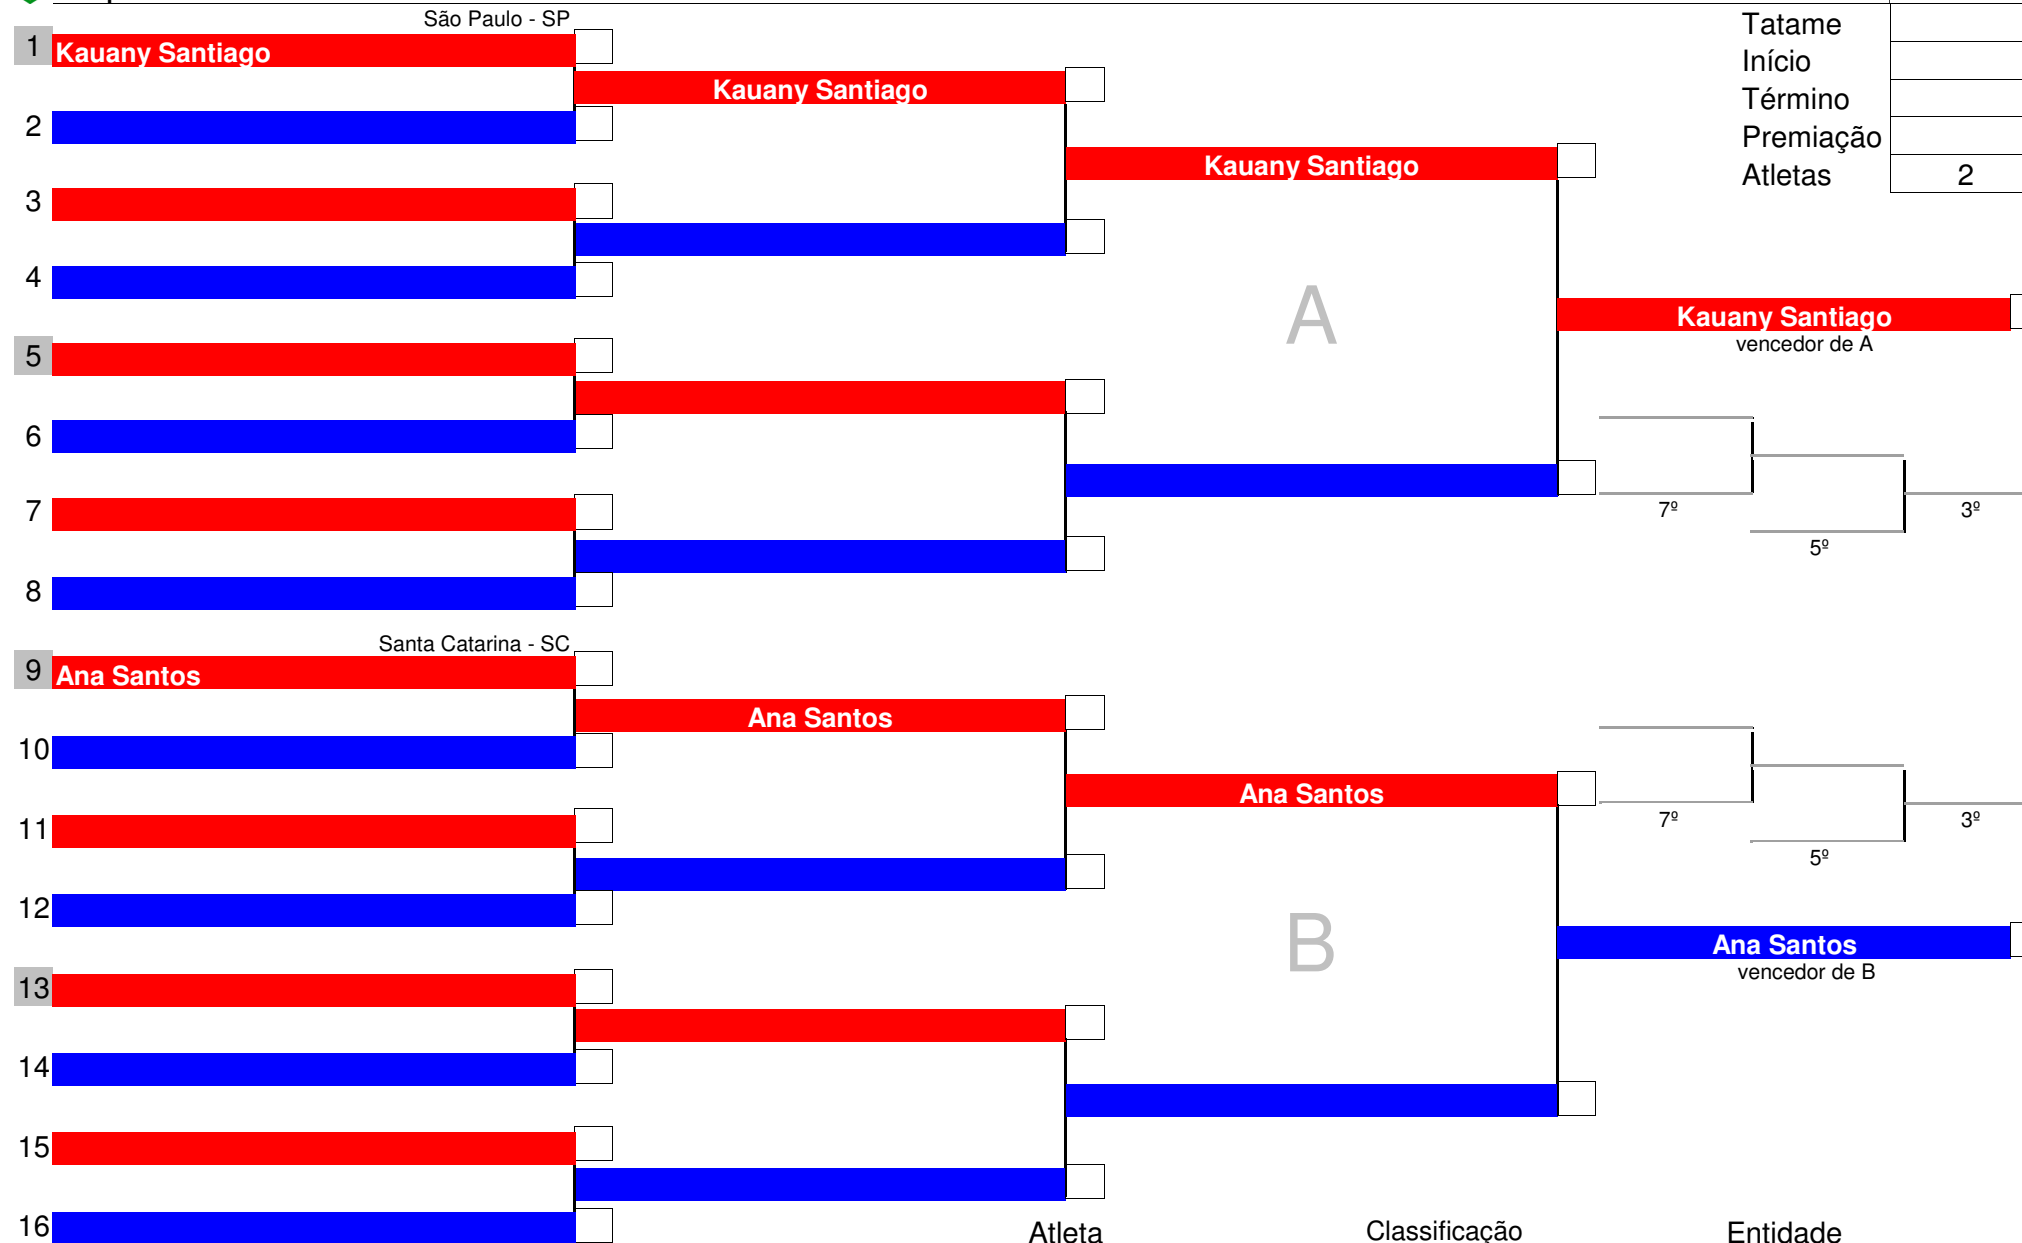 São Paulo - SP
Tatame
1
Kauany Santiago
Início
Kauany Santiago
Término
2
Premiação
Kauany Santiago
Atletas 2
3
4
A
Kauany Santiago
vencedor de A
5
6
7
7º
3º
5º
8
Santa Catarina - SC
9
Ana Santos
Ana Santos
10
Ana Santos
11
7º
3º
5º
12
B
Ana Santos
vencedor de B
13
14
15
16
Atleta Classificação Entidade